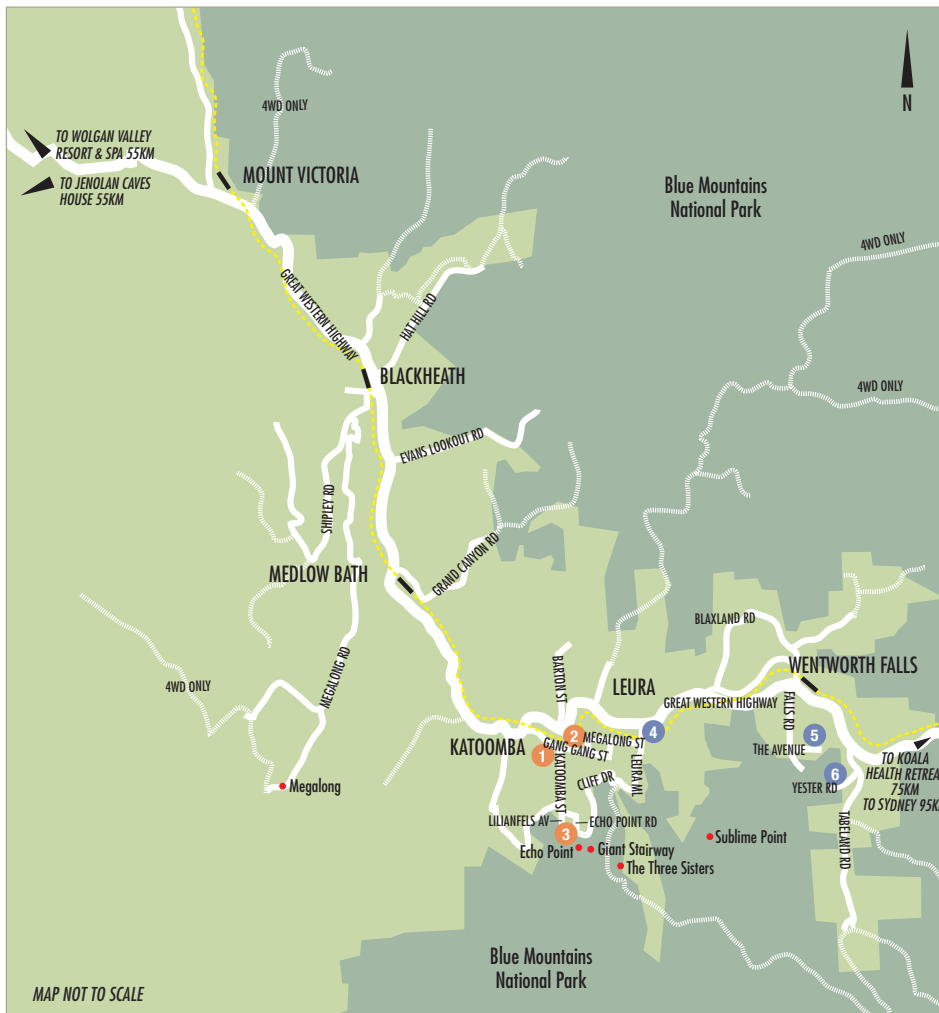 N
4WD ONLY
TO WOLGAN VALLEY
RESORT & SPA 55KM
MOUNT VICTORIA
TO JENOLAN CAVES
HOUSE 55KM
Blue Mountains
National Park
4WD ONLY
GREAT WESTERN HIGHWAY
HAT HILL RD
BLACKHEATH
4WD ONLY
EVANS LOOKOUT RD
SHIPLEY RD
GRAND CANYON RD
MEDLOW BATH
BLAXLAND RD
MEGALONG RD
BARTON ST
WENTWORTH FALLS
4WD ONLY
LEURA
GREAT WESTERN HIGHWAY
FALLS RD
KATOOMBA
2
MEGALONG ST
4
5
1
GANG GANG ST
THE AVENUE
KATOOMBA ST
LEURA ML
TO KOALA
HEALTH RETREAT
75KM
TO SYDNEY 95KM
6
YESTER RD
CLIFF DR
Megalong
LILIANFELS AV
ECHO POINT RD
3
TABELAND RD
Sublime Point
Echo Point
Giant Stairway
The Three Sisters
Blue Mountains
National Park
MAP NOT TO SCALE